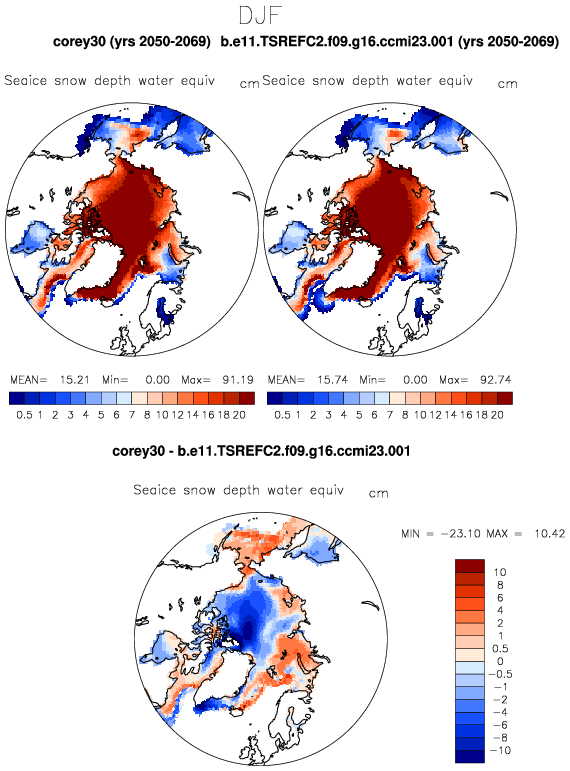 DJF
corey30 (yrs 2050-2069) b.e11.TSREFC2.f09.g16.ccmi23.001 (yrs 2050-2069)
Seaice snow depth water equiv cm Seaice snow depth water equiv cm
MEAN= 15.21 Min= 0.00 Max= 91.19 MEAN= 15.74 Min= 0.00 Max= 92.74
0.5 1 2 3 4 5 6 7 8 10 12 14 16 18 20 0.5 1 2 3 4 5 6 7 8 10 12 14 16 18 20
corey30 - b.e11.TSREFC2.f09.g16.ccmi23.001
Seaice snow depth water equiv cm
MIN = -23.10 MAX = 10.42
10
8
6
4
2
1
0.5
0
-0.5
-1
-2
-4
-6
-8
-10